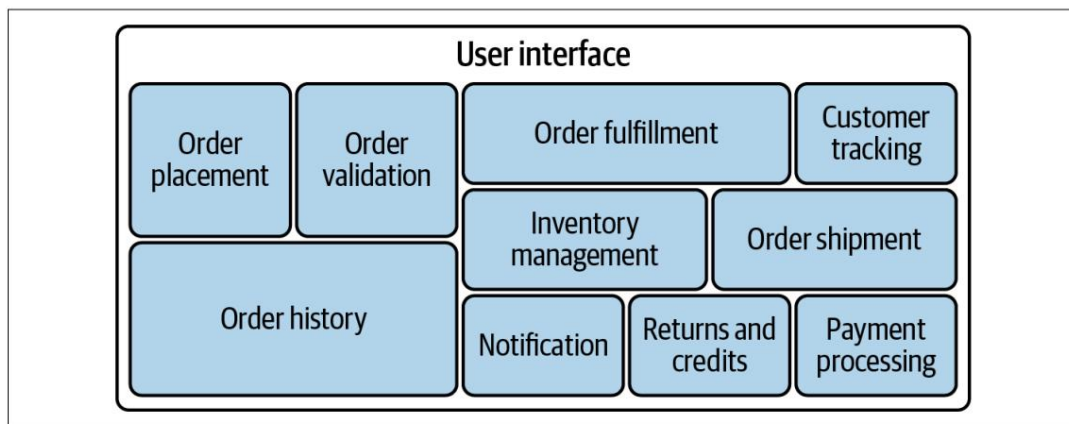 User interface
Order
placement
Order
validation
Order fulfillment
Customer
tracking
Inventory
management
Order shipment
Order history
Notification
Returns and
credits
Payment
processing